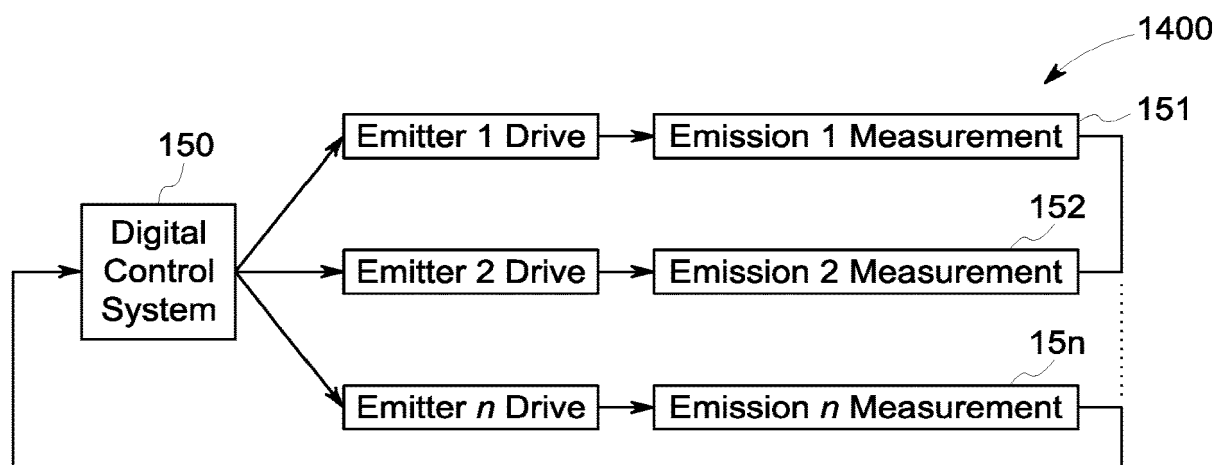 1400
151
Emitter 1 Drive
Emission 1 Measurement
150
Digital
Control
System
152
Emitter 2 Drive
Emission 2 Measurement
15n
Emitter n Drive
Emission n Measurement